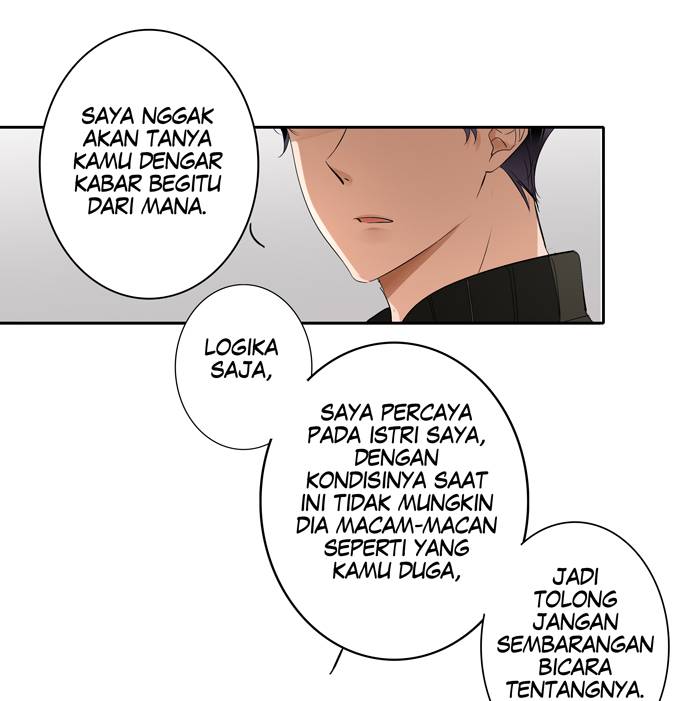 SAYA NGGAK
AKAN TANYA
KAMU DENGAR
KABAR BEGITU
DARI MANA.
LOGIKA
SAJA,
SAYA PERCAYA
PADA ISTRI SAYA,
DENGAN
KONDISINYA SAAT
INI TIDAK MUNGKIN
DIA MACAM-MACAN
SEPERTI YANG
KAMU DUGA,
JADI
TOLONG
JANGAN
SEMBARANGAN
BICARA
TENTANGNYA.